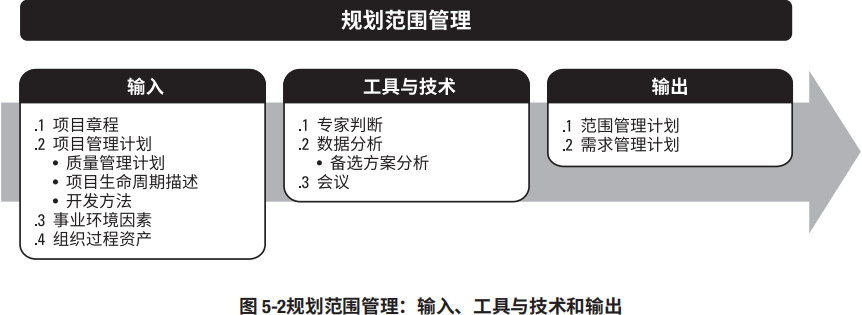 规划范围管理
输入
.1 项目章程
.2 项目管理计划
• 质量管理计划
• 项目生命周期描述
• 开发方法
.3 事业环境因素
.4 组织过程资产
工具与技术
.1 专家判断
.2 数据分析
• 备选方案分析
.3 会议
输出
.1 范围管理计划
.2 需求管理计划
图 5-2规划范围管理：输入、工具与技术和输出